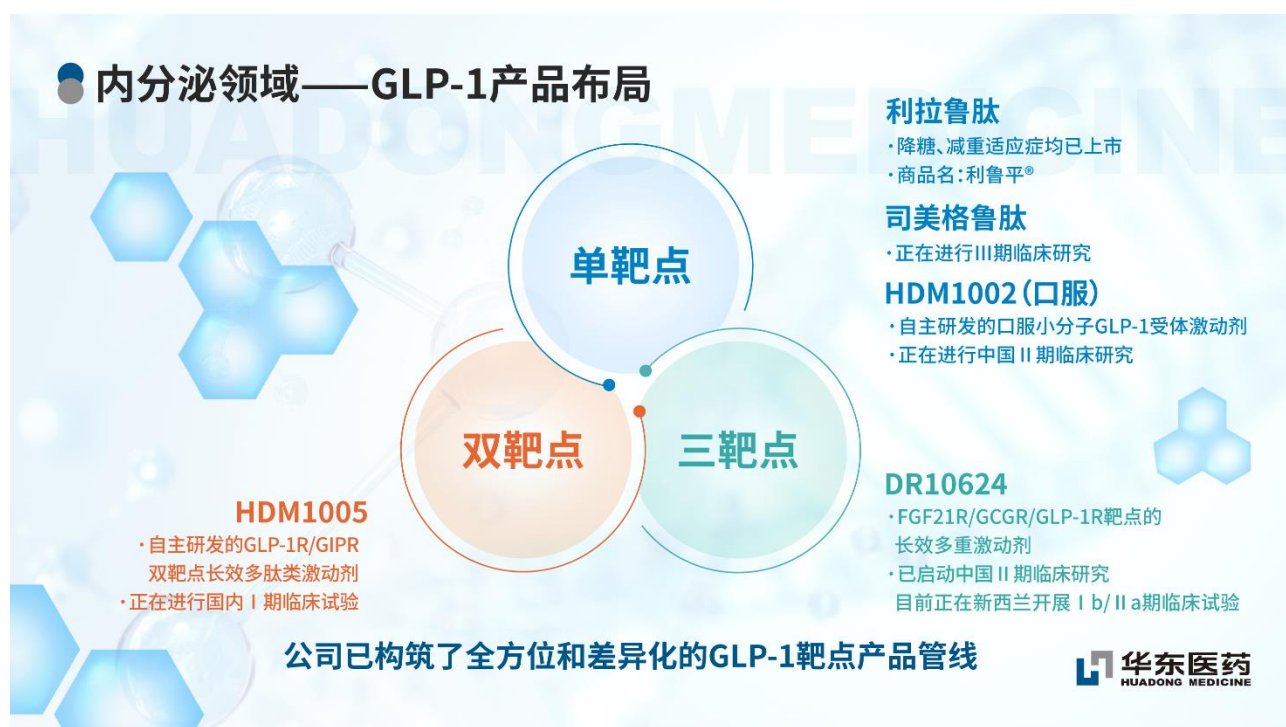 内分泌领域——GLP-1产品布局
HUADONGMEDICINE
利拉鲁肽
·降糖、减重适应症均已上市
·商品名:利鲁平®
司美格鲁肽
·正在进行III期临床研究
HDM1002(口服)
·自主研发的口服小分子GLP-1受体激动剂
·正在进行中国Ⅱ期临床研究
单靶点
双靶点
三靶点
HDM1005
·自主研发的GLP-1R/GIPR
双靶点长效多肽类激动剂
·正在进行国内Ⅰ期临床试验
DR10624
·FGF21R/GCGR/GLP-1R靶点的
长效多重激动剂
·已启动中国Ⅱ期临床研究
目前正在新西兰开展Ⅰb/Ⅱa期临床试验
公司已构筑了全方位和差异化的GLP-1靶点产品管线
华东医药
HUADONG MEDICINE